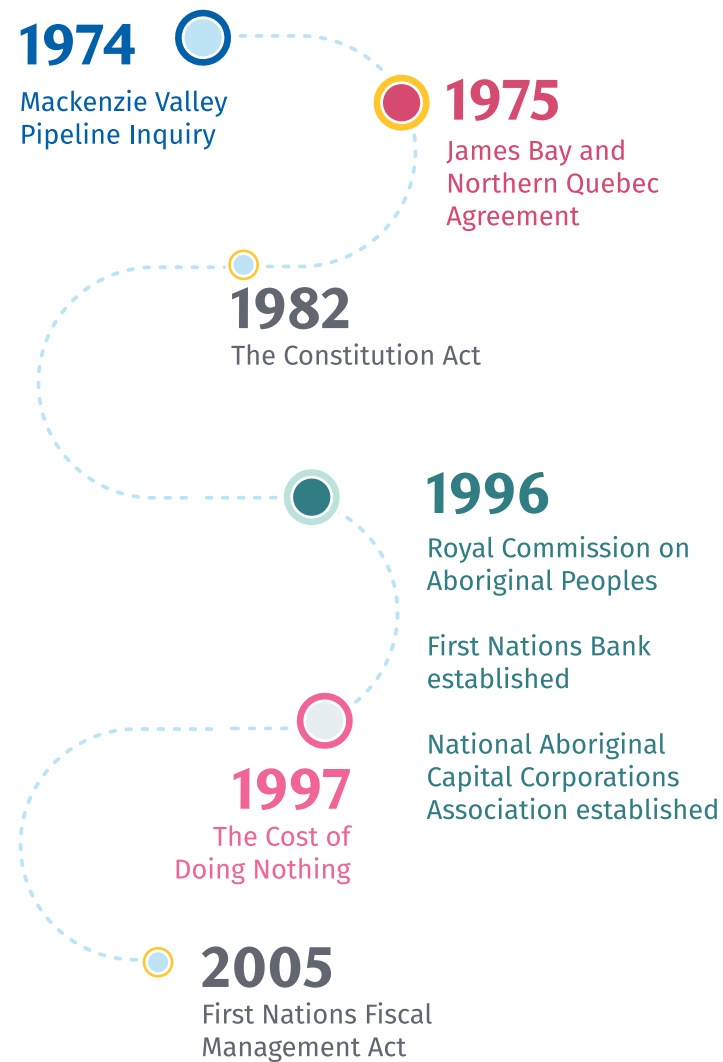 1974
Mackenzie Valley
Pipeline Inquiry
1975
James Bay and
Northern Quebec
Agreement
1982
The Constitution Act
1996
Royal Commission on
Aboriginal Peoples
First Nations Bank
established
National Aboriginal
Capital Corporations
Association established
1997
The Cost of
Doing Nothing
2005
First Nations Fiscal
Management Act